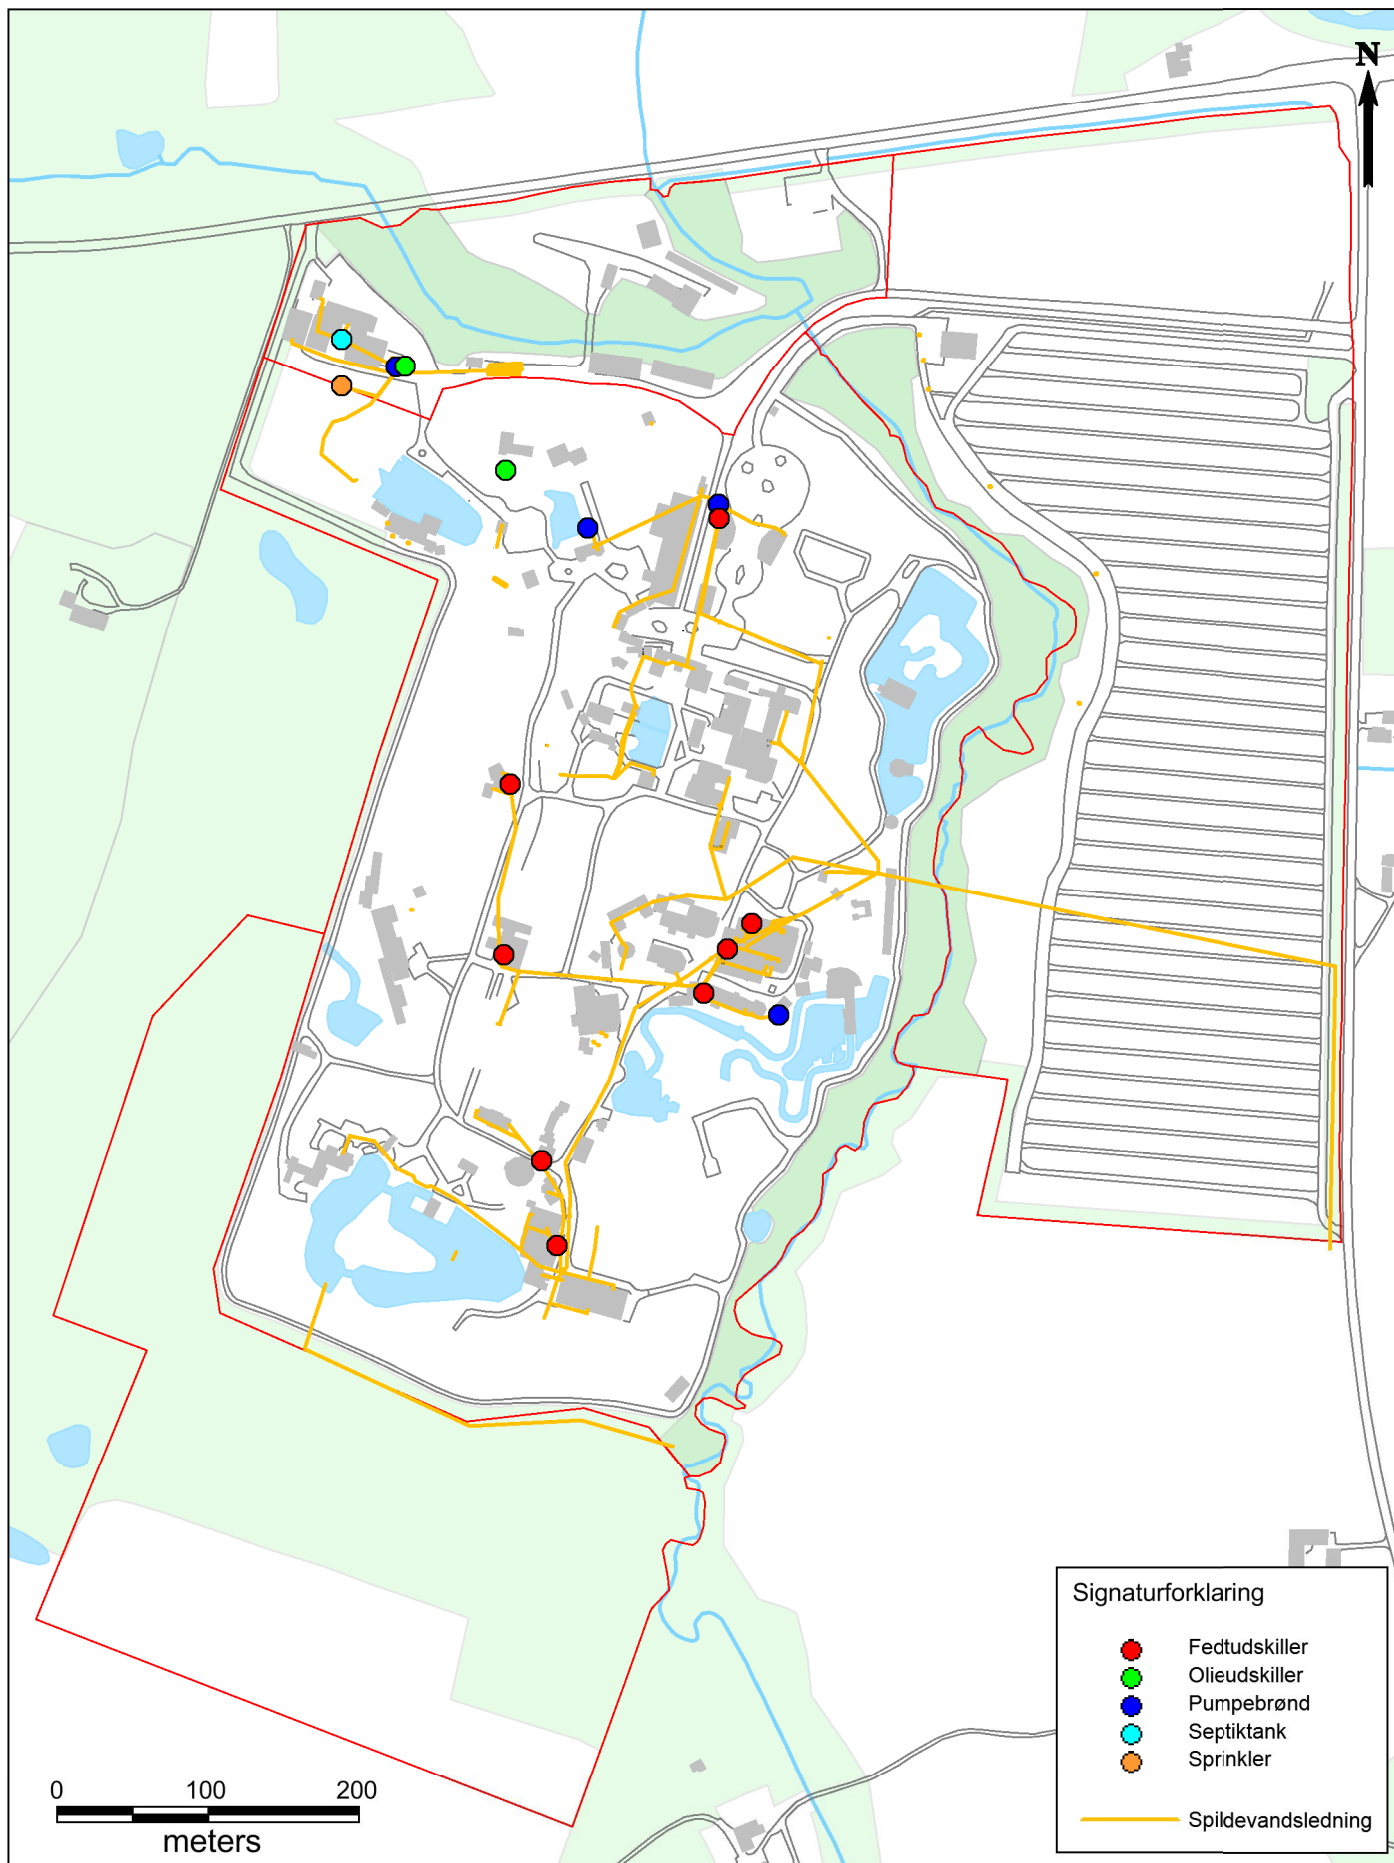 N
Signaturforklaring
Fedtudskiller
Olieudskiller
Pumpebrønd
Septiktank
Sprinkler
Spildevandsledning
0 100 200
meters